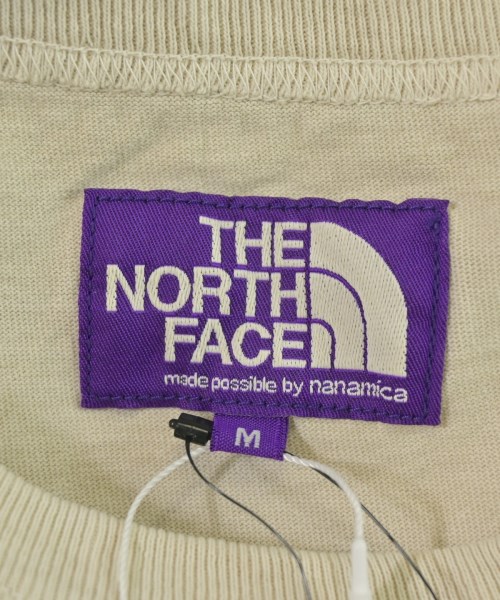 THE
NORTH
FACE
made possible by nanamica
M